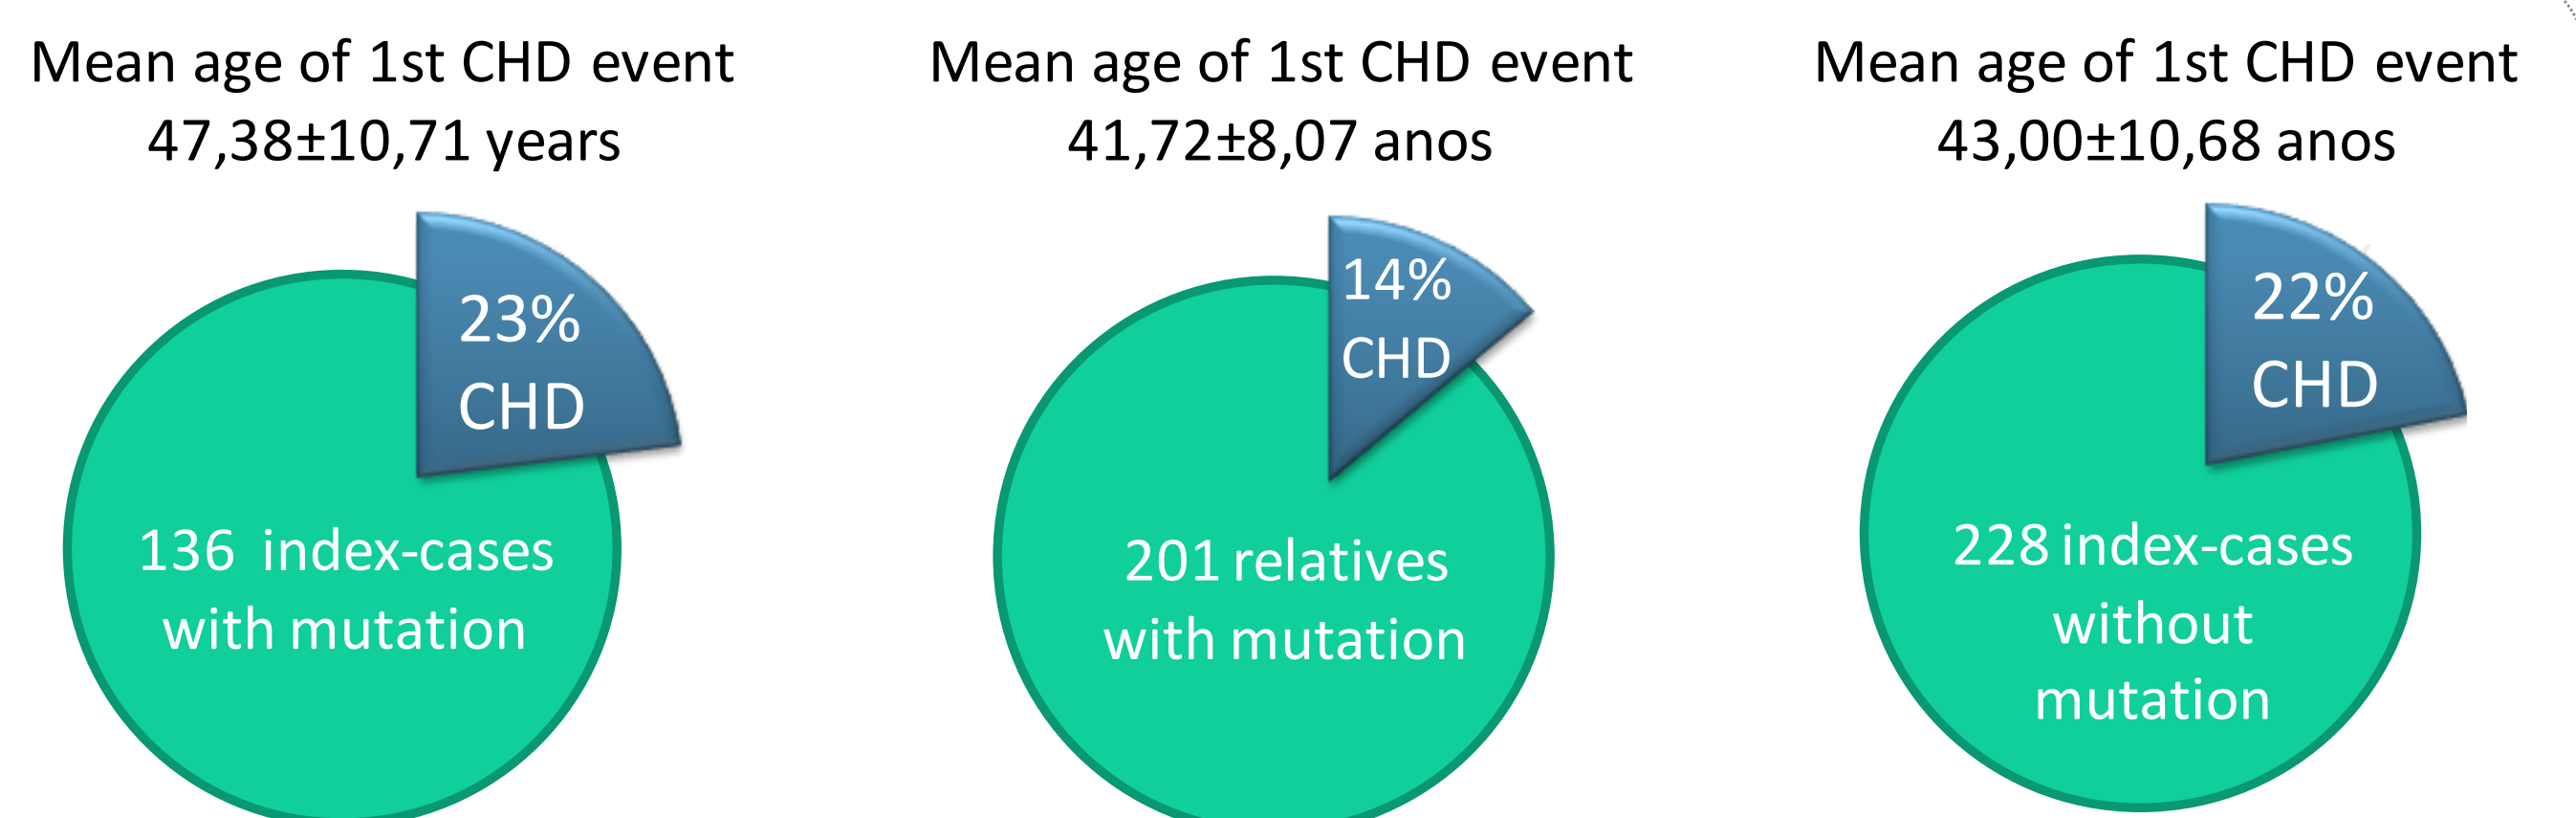 Mean age of 1st CHD event
47,38±10,71 years
23%
CHD
136 index-cases
with mutation
Mean age of 1st CHD event
41,72±8,07 anos
14%
CHD
201 relatives
with mutation
Mean age of 1st CHD event
43,00±10,68 anos
22%
CHD
228 index-cases
without
mutation